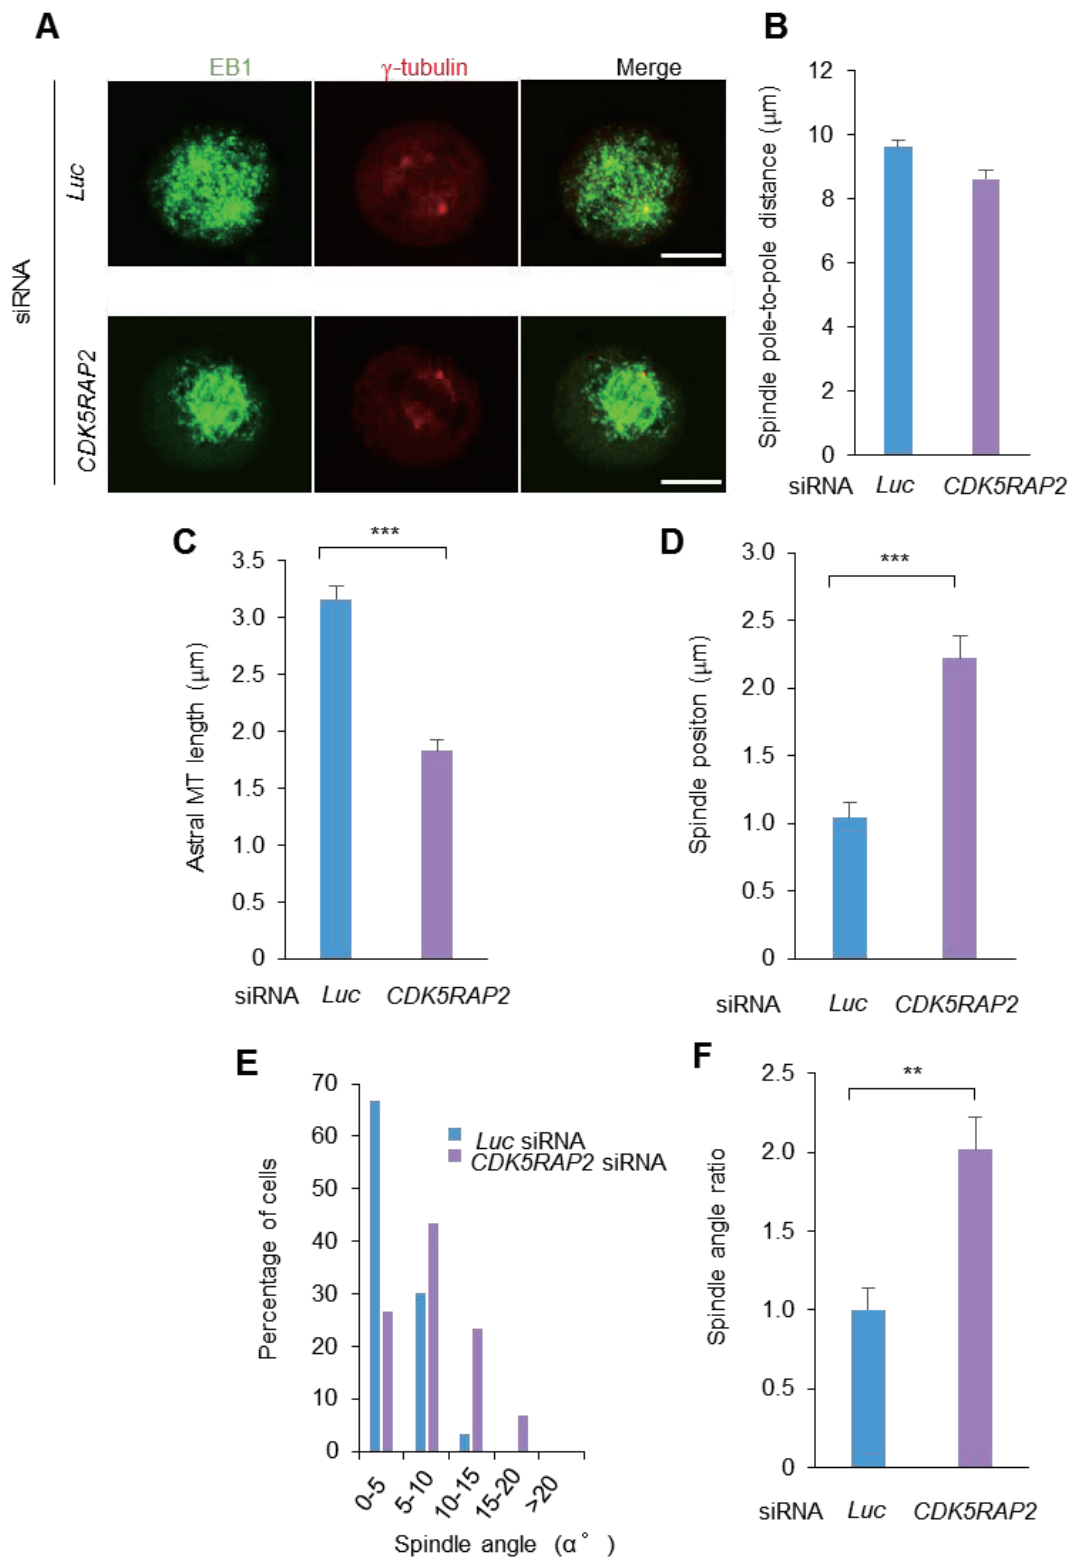 A
EB1 γ-tubulin Merge
siRNA
Luc
CDK5RAP2
B
Spindle pole-to-pole distance (μm)
12
10
8
6
4
2
0
siRNA Luc CDK5RAP2
C
***
Astral MT length (μm)
3.5
3.0
2.5
2.0
1.5
1.0
0.5
0
siRNA Luc CDK5RAP2
D
***
Spindle positon (μm)
3.0
2.5
2.0
1.5
1.0
0.5
0
siRNA Luc CDK5RAP2
E
Percentage of cells
70
60
50
40
30
20
10
0
Luc siRNA
CDK5RAP2 siRNA
0-5 5-10 10-15 15-20 >20
Spindle angle (α° )
F
**
Spindle angle ratio
2.5
2.0
1.5
1.0
0.5
0
siRNA Luc CDK5RAP2